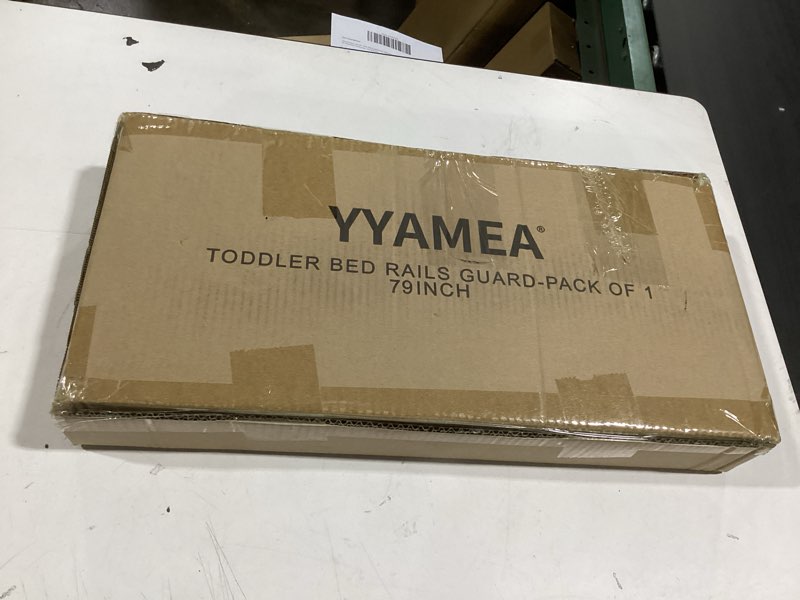 YYAMEA®
TODDLER BED RAILS GUARD-PACK OF 1
79INCH